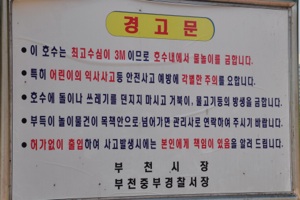 경고문
• 이 호수는 최고수심이 3M이므로 호수내에서 물놀이를 금합니다.
• 특히 어린이의 익사사고등 안전사고 예방에 각별한 주의를 요합니다.
• 호수에 돌이나 쓰레기를 던지지 마시고 거북이, 물고기등의 방생을 금합니다.
• 부득이 놀이물건이 목책안으로 넘어가면 관리사로 연락하여 주시기 바랍니다.
• 허가없이 출입하여 사고발생시에는 본인에게 책임이 있음을 알려 드립니다.
부천시장
부천중부경찰서장